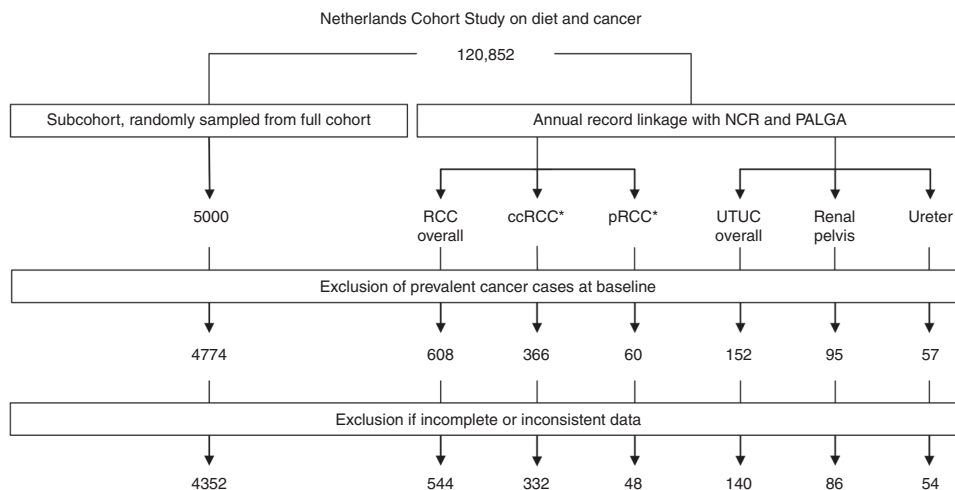 Netherlands Cohort Study on diet and cancer
120,852
Subcohort, randomly sampled from full cohort
Annual record linkage with NCR and PALGA
5000
RCC overall
ccRCC*
pRCC*
UTUC overall
Renal pelvis
Ureter
Exclusion of prevalent cancer cases at baseline
4774 608 366 60 152 95 57
Exclusion if incomplete or inconsistent data
4352 544 332 48 140 86 54